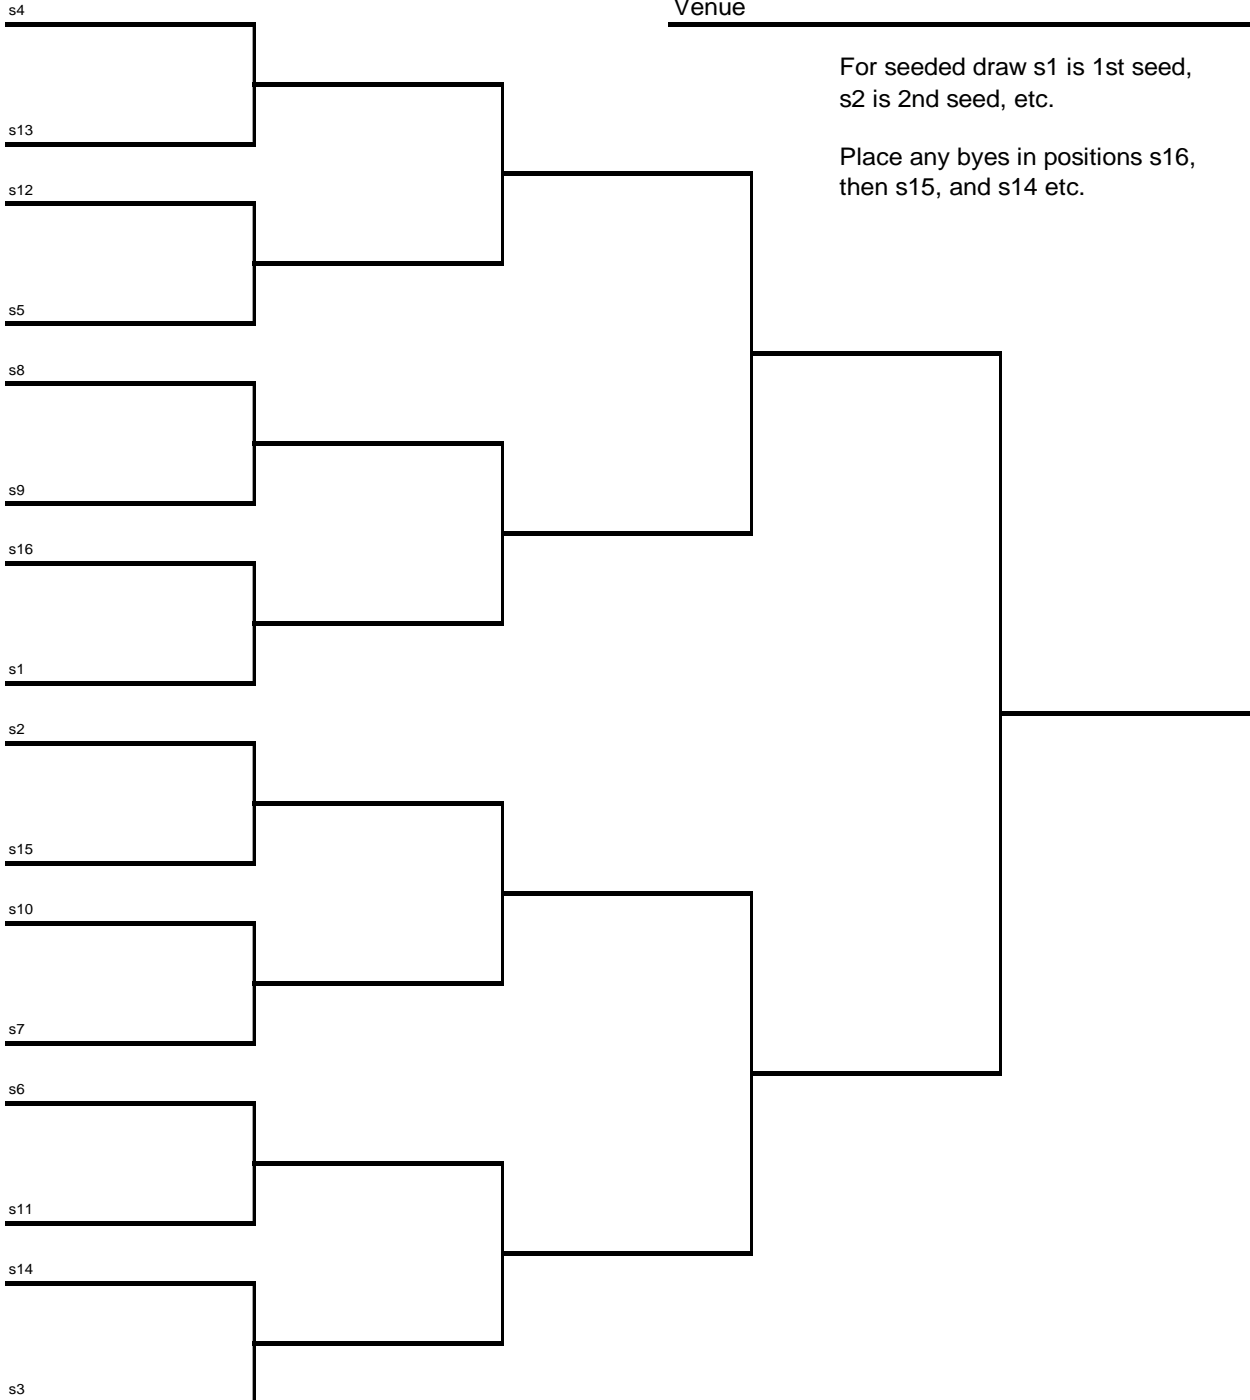 s4
Venue
For seeded draw s1 is 1st seed,
s2 is 2nd seed, etc.
s13
Place any byes in positions s16,
then s15, and s14 etc.
s12
s5
s8
s9
s16
s1
s2
s15
s10
s7
s6
s11
s14
s3